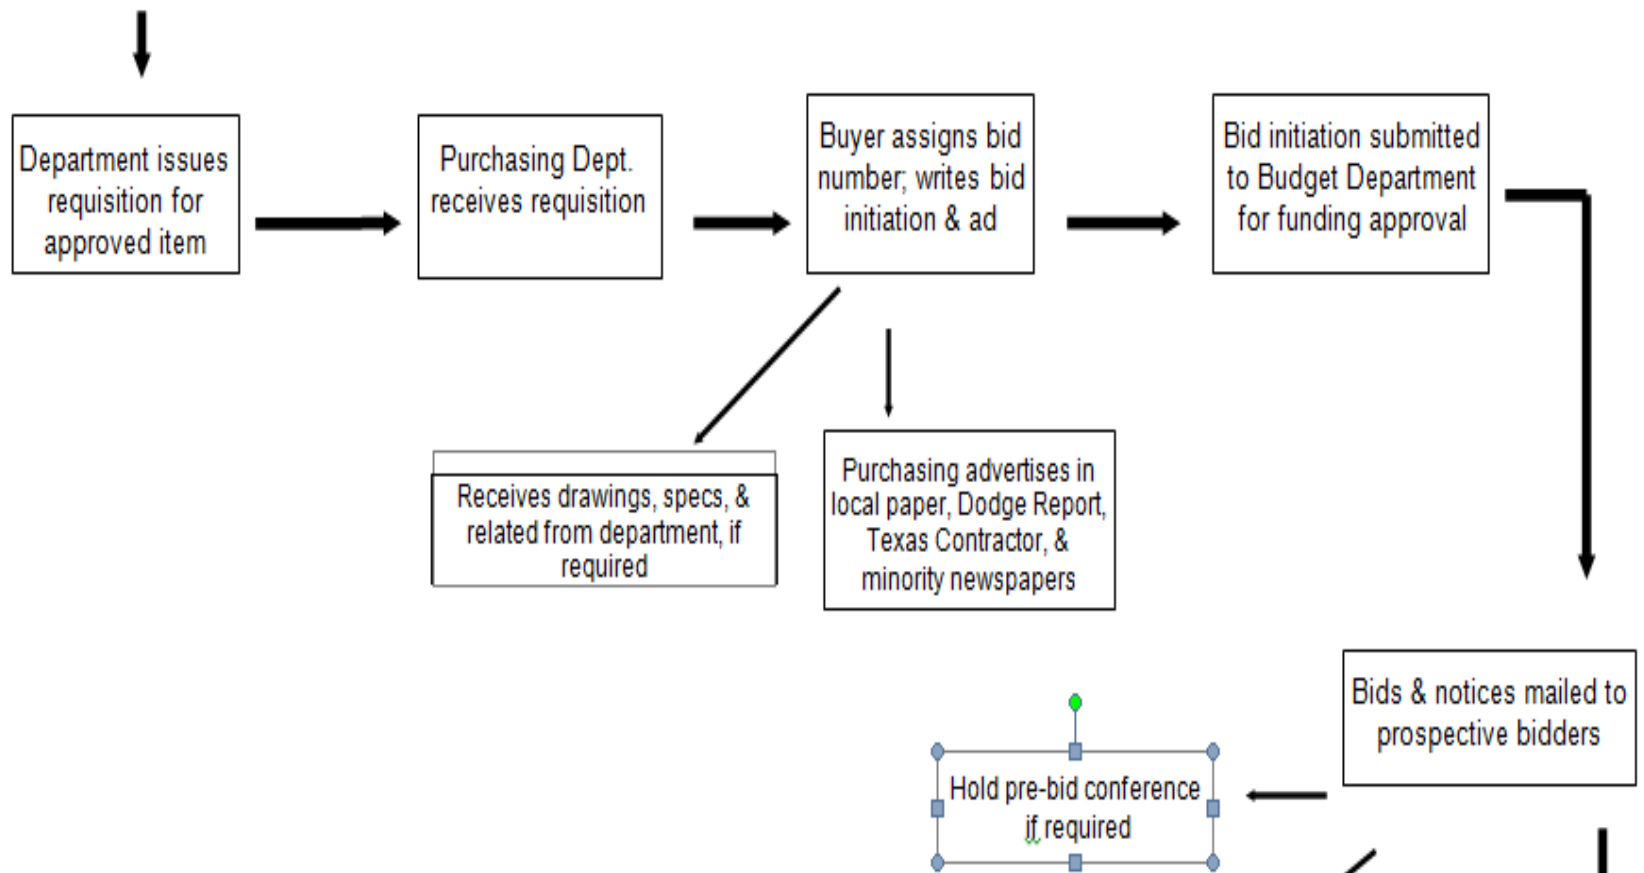 Department issues
requisition for
approved item
Purchasing Dept.
receives requisition
Buyer assigns bid
number; writes bid
initiation & ad
Bid initiation submitted
to Budget Department
for funding approval
Receives drawings, specs, &
related from department, if
required
Purchasing advertises in
local paper, Dodge Report,
Texas Contractor, &
minority newspapers
Bids & notices mailed to
prospective bidders
Hold pre-bid conference
if required